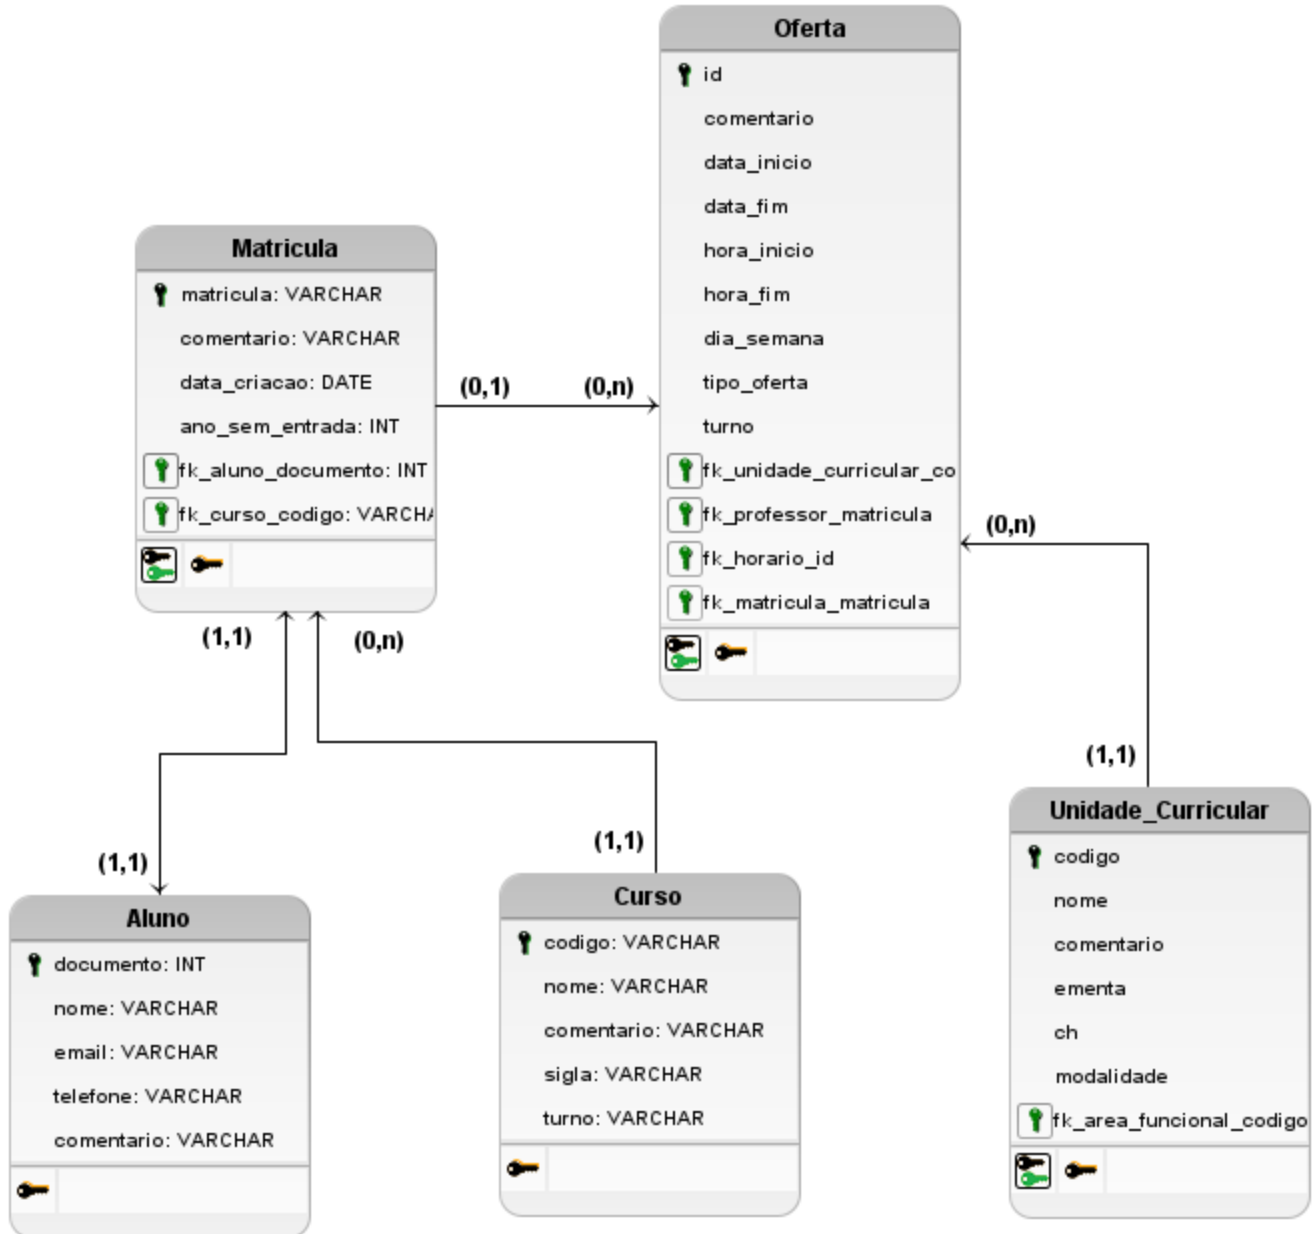 Oferta
id
comentario
data_inicio
data_fim
hora_inicio
hora_fim
dia_semana
tipo_oferta
turno
fk_unidade_curricular_co
fk_professor_matricula
fk_horario_id
fk_matricula_matricula
Matricula
matricula: VARCHAR
comentario: VARCHAR
data_criacao: DATE
ano_sem_entrada: INT
fk_aluno_documento: INT
fk_curso_codigo: VARCHA
(0,1)
(0,n)
(0,n)
(1,1)
(0,n)
(1,1)
(1,1)
(1,1)
Aluno
documento: INT
nome: VARCHAR
email: VARCHAR
telefone: VARCHAR
comentario: VARCHAR
Curso
codigo: VARCHAR
nome: VARCHAR
comentario: VARCHAR
sigla: VARCHAR
turno: VARCHAR
Unidade_Curricular
codigo
nome
comentario
ementa
ch
modalidade
fk_area_funcional_codigo